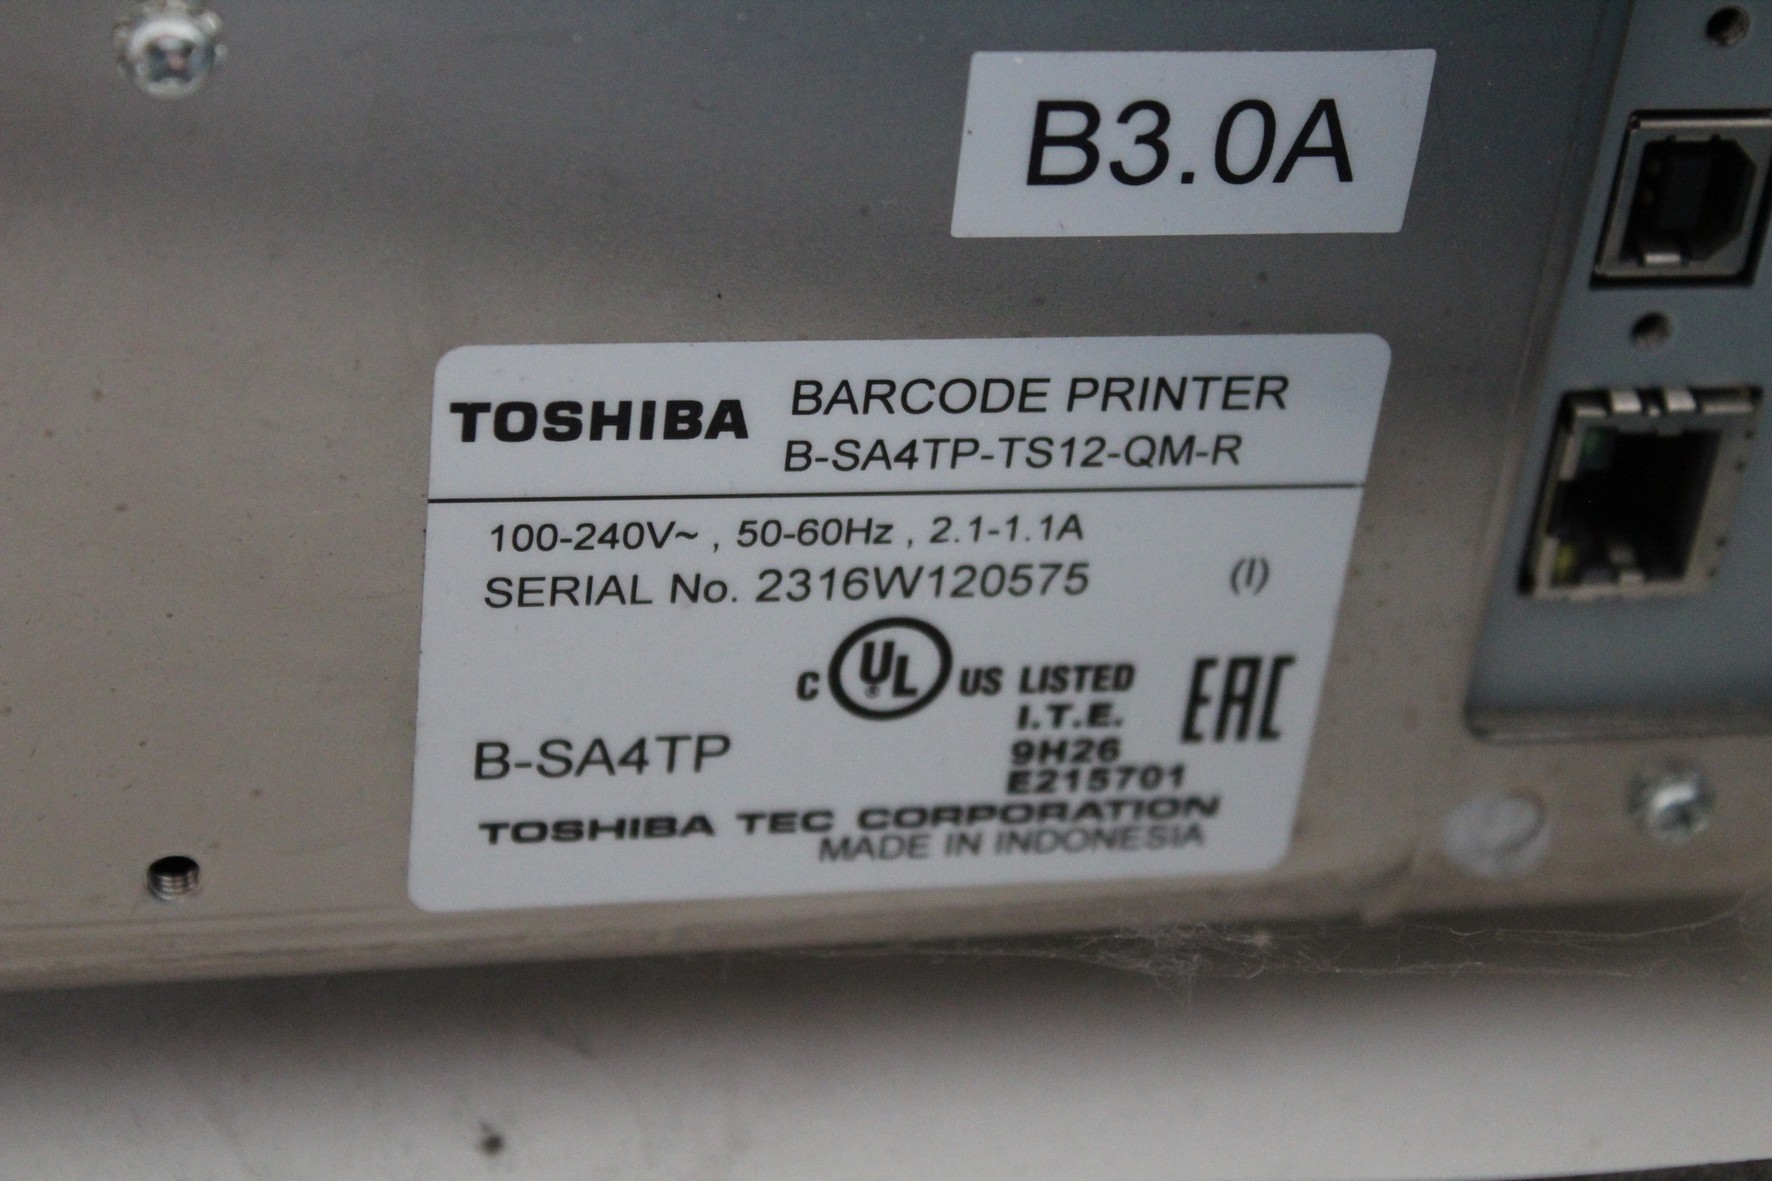 B3.0A
TOSHIBA BARCODE PRINTER
B-SA4TP-TS12-QM-R
100-240V~ , 50-60Hz , 2.1-1.1A
SERIAL No. 2316W120575 (I)
C UL ® US LISTED
I.T.E.
9H26
E215701
EAC
B-SA4TP
TOSHIBA TEC CORPORATION
MADE IN INDONESIA